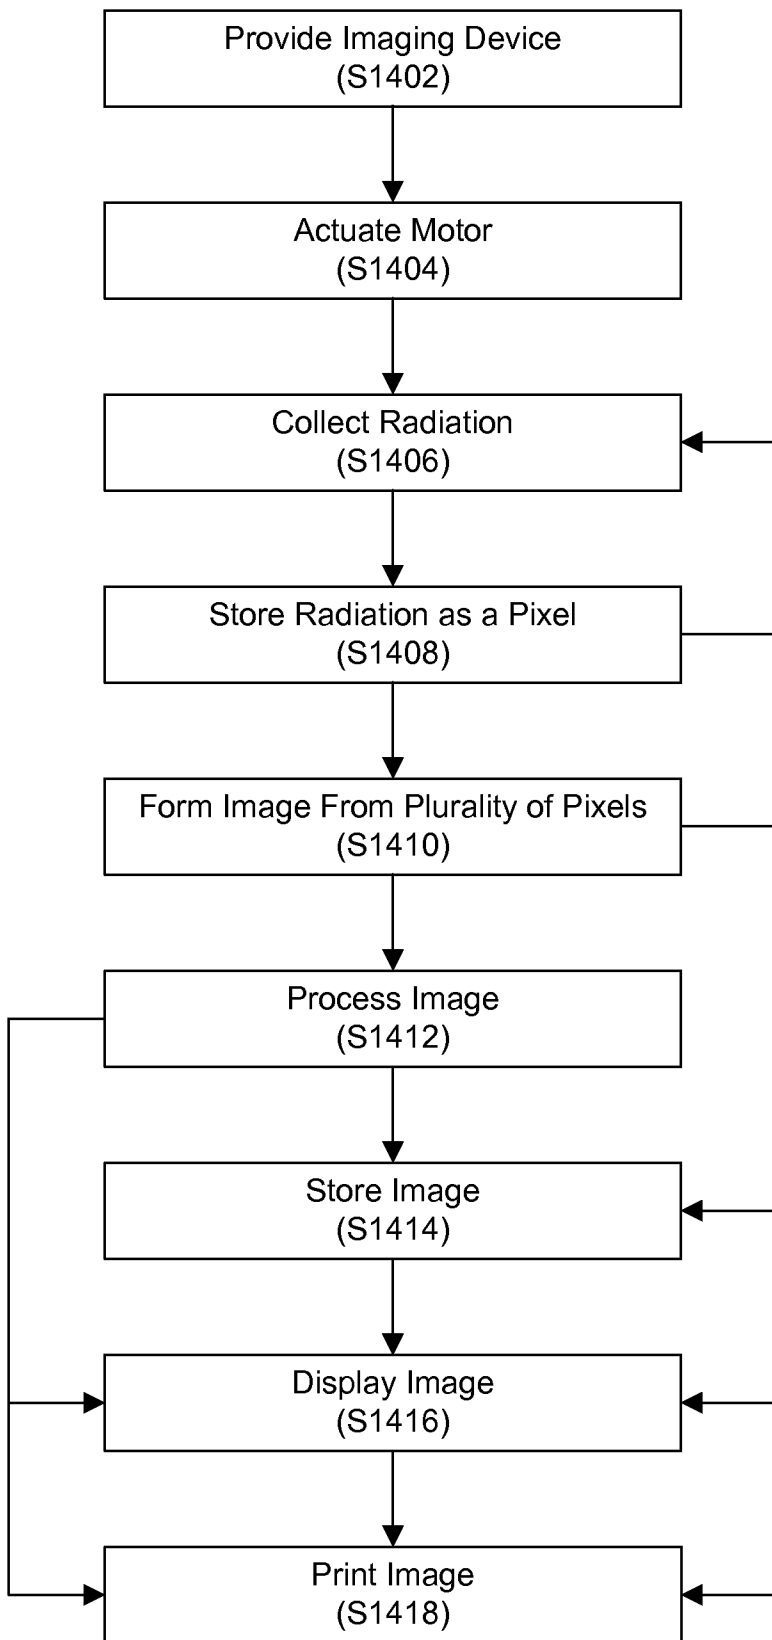 Provide Imaging Device
(S1402)
Actuate Motor
(S1404)
Collect Radiation
(S1406)
Store Radiation as a Pixel
(S1408)
Form Image From Plurality of Pixels
(S1410)
Process Image
(S1412)
Store Image
(S1414)
Display Image
(S1416)
Print Image
(S1418)